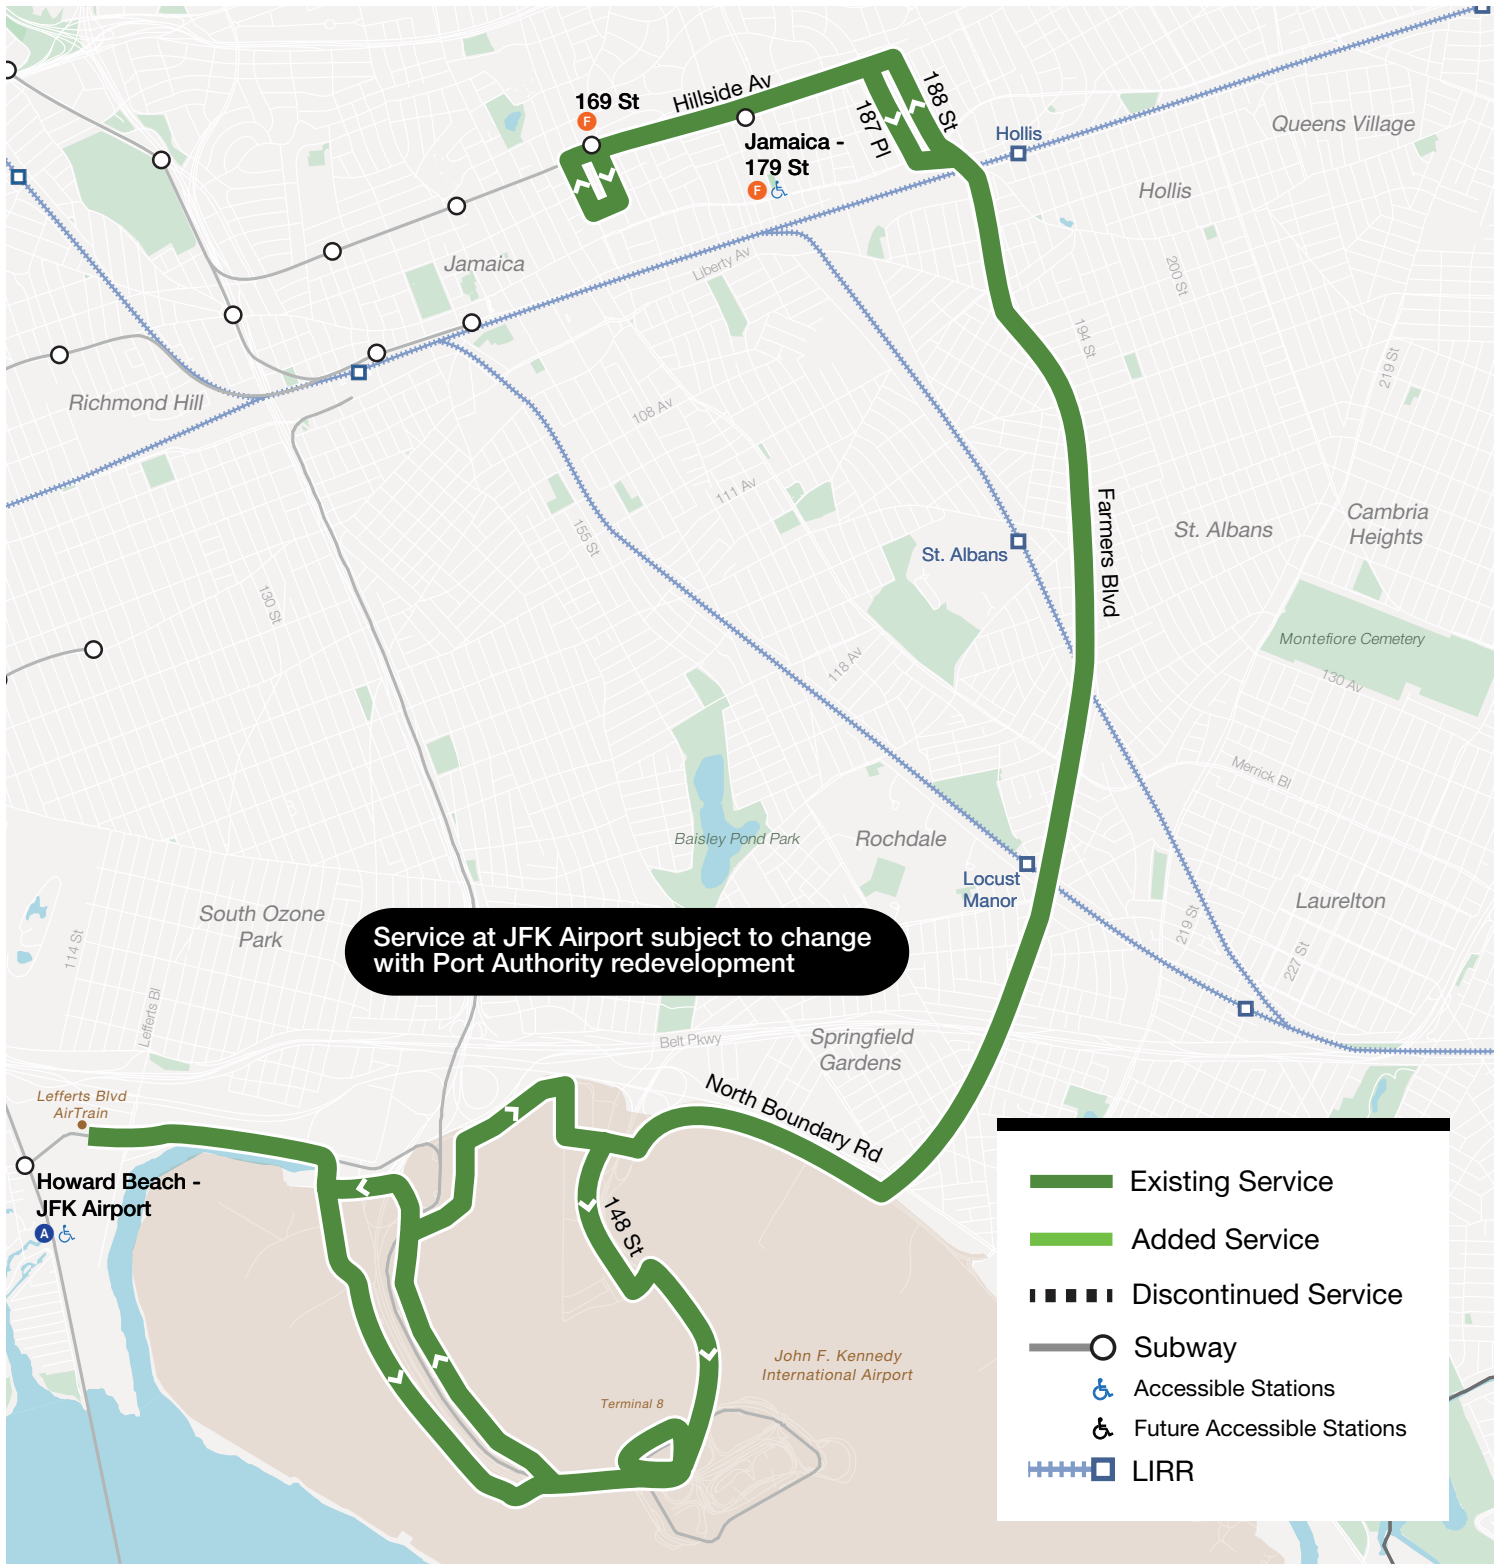 Hillside Av
169 St
F
188 St
187 Pl
Jamaica -
179 St
F
Hollis
Queens Village
Hollis
Jamaica
Liberty Av
200 St
194 St
219 St
Richmond Hill
108 Av
111 Av
155 St
Farmers Blvd
St. Albans
Cambria
Heights
St. Albans
130 St
Montefiore Cemetery
130 Av
118 Av
Merrick Bl
Baisley Pond Park
Rochdale
Locust
Manor
Laurelton
219 St
227 St
South Ozone
Park
114 St
Service at JFK Airport subject to change
with Port Authority redevelopment
Lefferts Bl
Belt Pkwy
Springfield
Gardens
North Boundary Rd
Lefferts Blvd
AirTrain
Howard Beach -
JFK Airport
A
148 St
John F. Kennedy
International Airport
Terminal 8
Existing Service
Added Service
Discontinued Service
Subway
Accessible Stations
Future Accessible Stations
LIRR